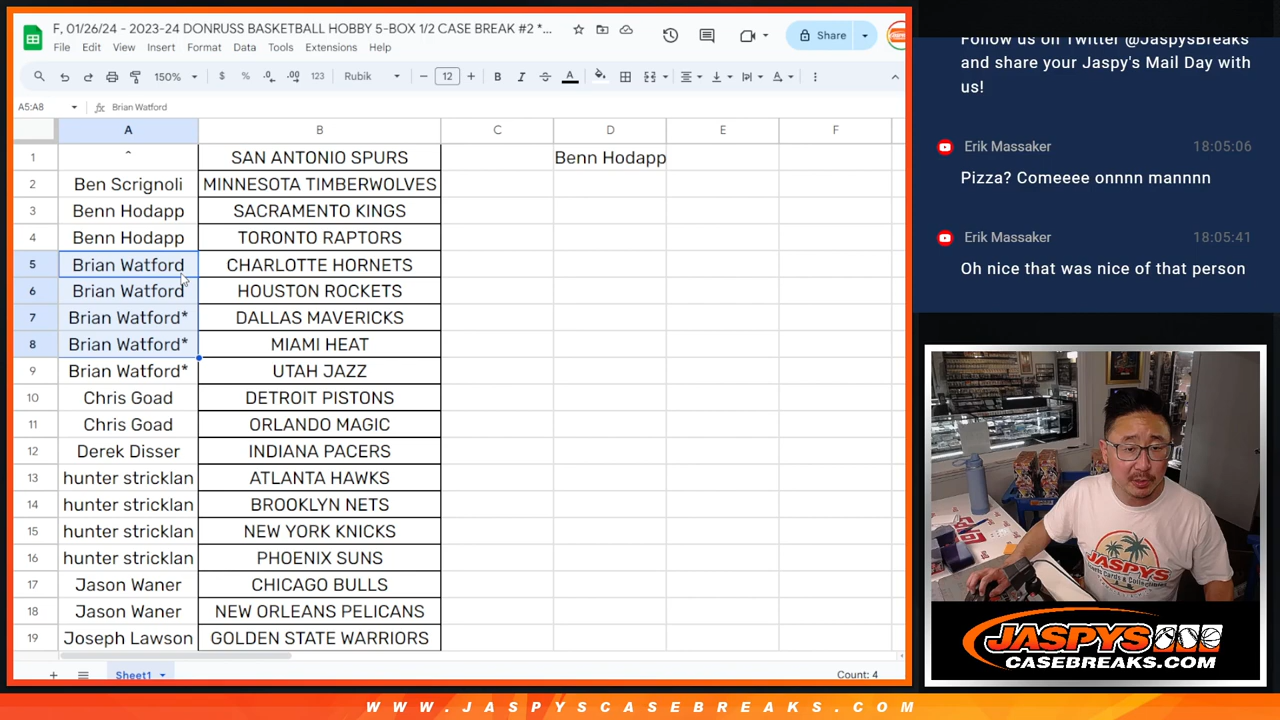 F, 01/26/24 - 2023-24 DONRUSS BASKETBALL HOBBY 5-BOX 1/2 CASE BREAK #2 *...
File Edit View Insert Format Data Tools Extensions Help
Share
150% $ % .0 .00 123 Rubik − 12 + B I S A
A5:A8 fx Brian Watford
A B C D E F
1 ^ SAN ANTONIO SPURS Benn Hodapp
2 Ben Scrignoli MINNESOTA TIMBERWOLVES
3 Benn Hodapp SACRAMENTO KINGS
4 Benn Hodapp TORONTO RAPTORS
5 Brian Watford CHARLOTTE HORNETS
6 Brian Watford HOUSTON ROCKETS
7 Brian Watford* DALLAS MAVERICKS
8 Brian Watford* MIAMI HEAT
9 Brian Watford* UTAH JAZZ
10 Chris Goad DETROIT PISTONS
11 Chris Goad ORLANDO MAGIC
12 Derek Disser INDIANA PACERS
13 hunter stricklan ATLANTA HAWKS
14 hunter stricklan BROOKLYN NETS
15 hunter stricklan NEW YORK KNICKS
16 hunter stricklan PHOENIX SUNS
17 Jason Waner CHICAGO BULLS
18 Jason Waner NEW ORLEANS PELICANS
19 Joseph Lawson GOLDEN STATE WARRIORS
Sheet1 Count: 4
Follow us on Twitter @JaspysBreaks
and share your Jaspy's Mail Day with
us!
Erik Massaker 18:05:06
Pizza? Comeeee onnnn mannnn
Erik Massaker 18:05:41
Oh nice that was nice of that person
JASPYS
JASPYS
CASEBREAKS.COM
WWW.JASPYSCASEBREAKS.COM